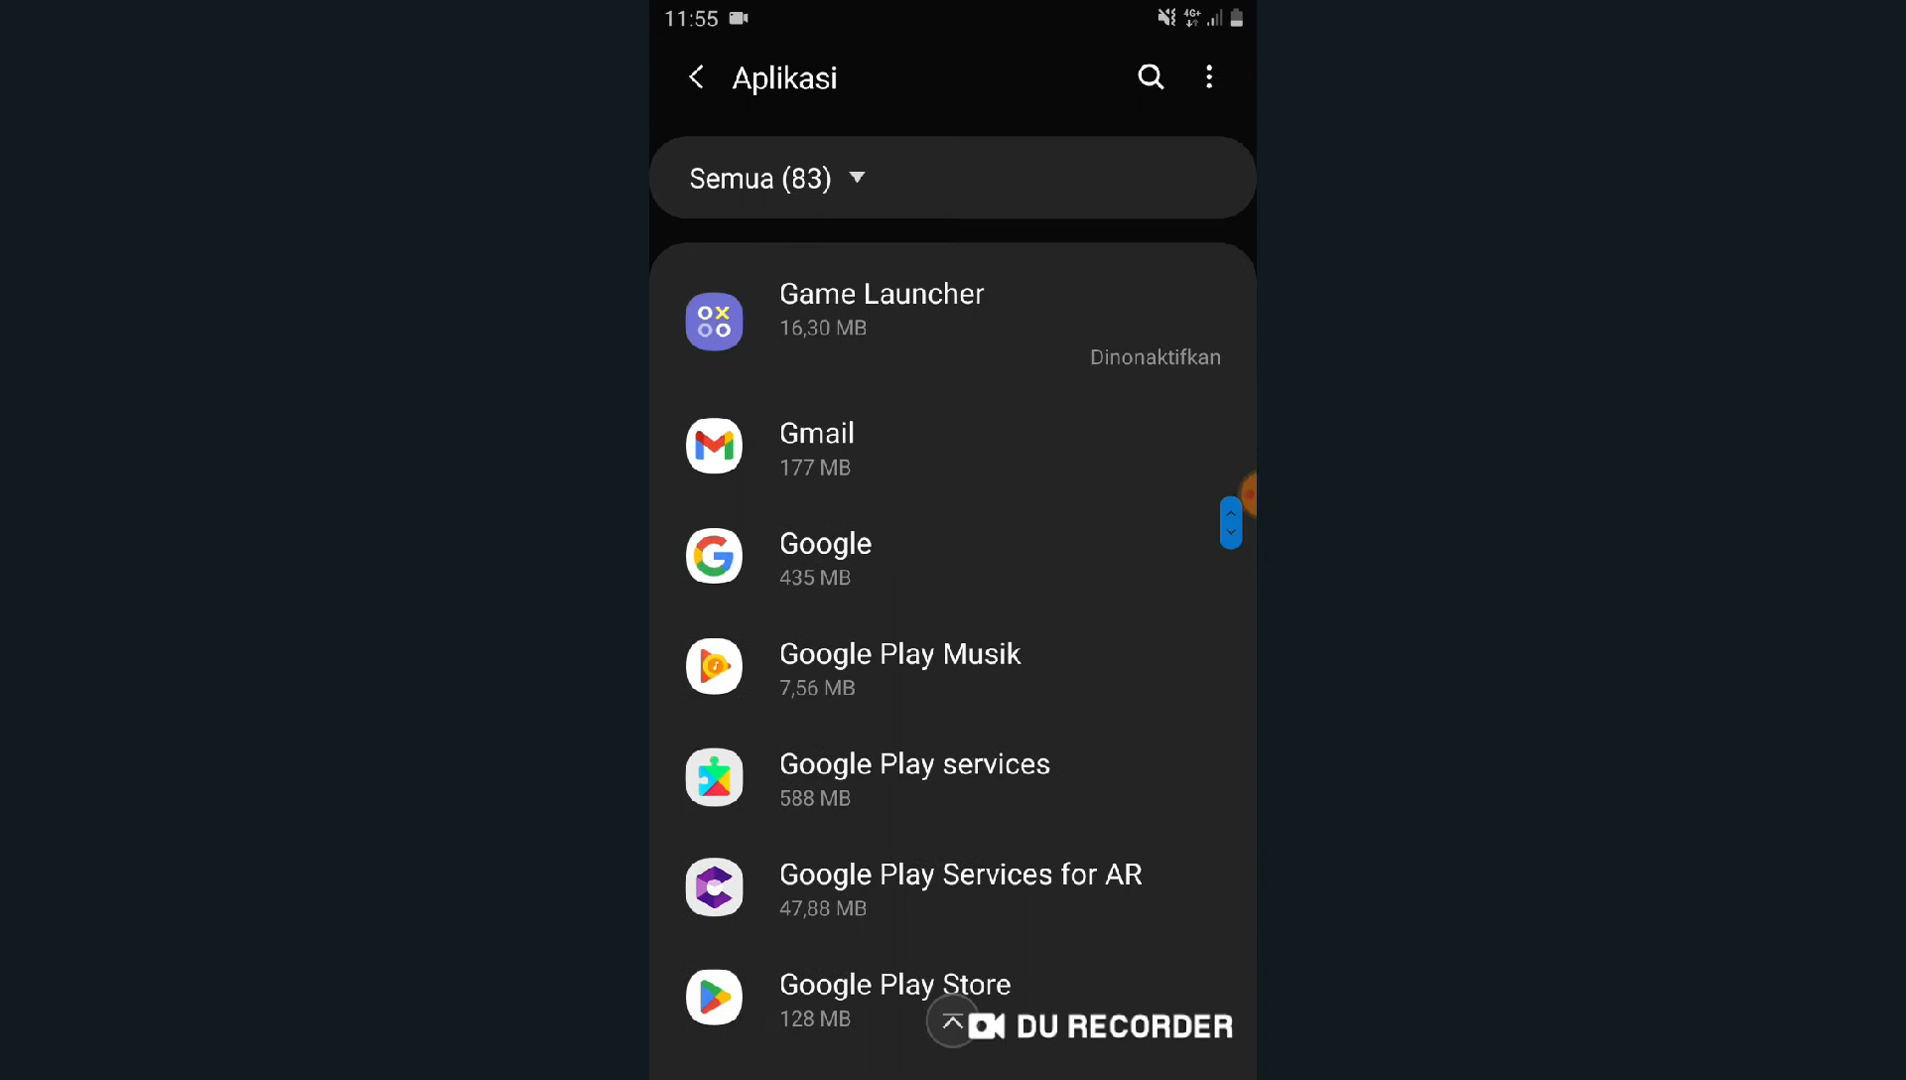 11:55
4G+
Aplikasi
Semua (83)
Game Launcher
16,30 MB
Dinonaktifkan
Gmail
177 MB
Google
435 MB
Google Play Musik
7,56 MB
Google Play services
588 MB
Google Play Services for AR
47,88 MB
Google Play Store
128 MB
DU RECORDER